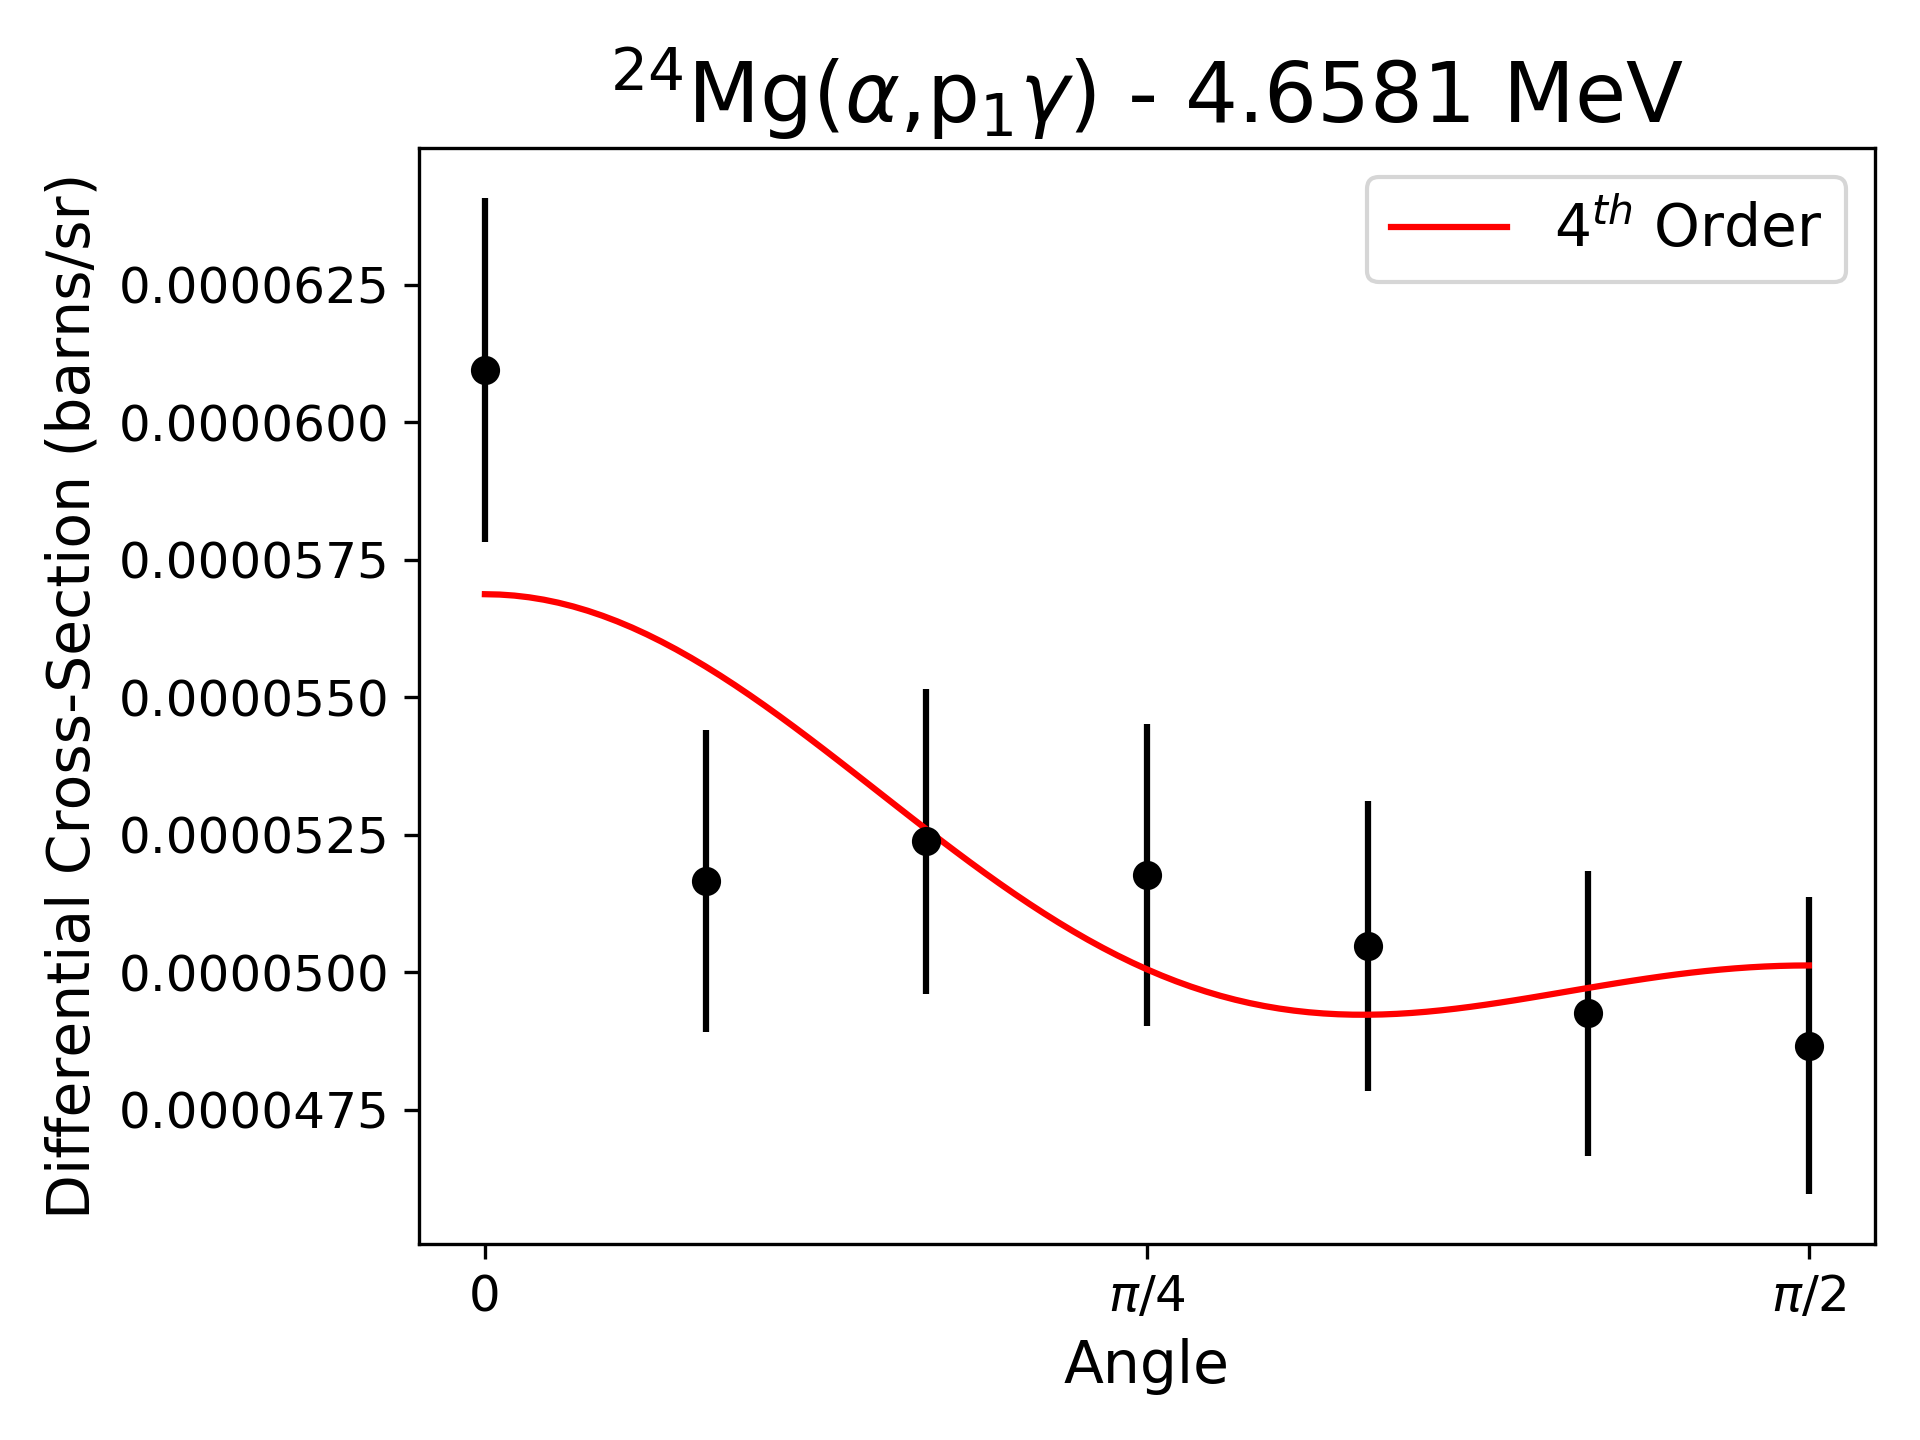 ²⁴Mg(α,p₁γ) - 4.6581 MeV
4ᵗʰ Order
Differential Cross-Section (barns/sr)
0.0000625
0.0000600
0.0000575
0.0000550
0.0000525
0.0000500
0.0000475
0 π/4 π/2
Angle